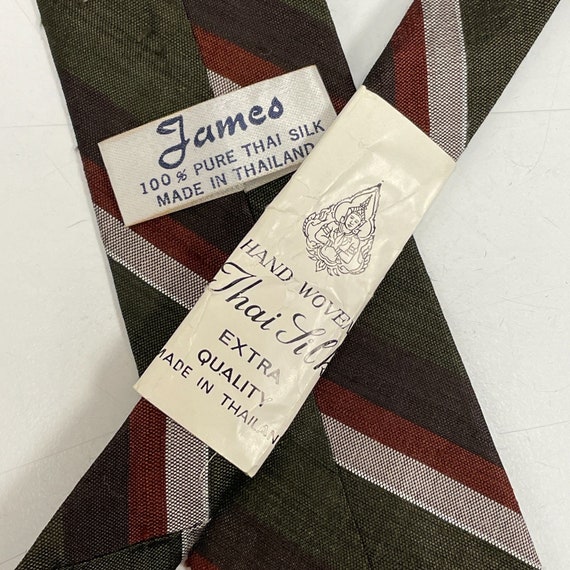 James
100% PURE THAI SILK
MADE IN THAILAND
HAND WOVEN
Thai Silk
EXTRA
QUALITY
MADE IN THAILAND